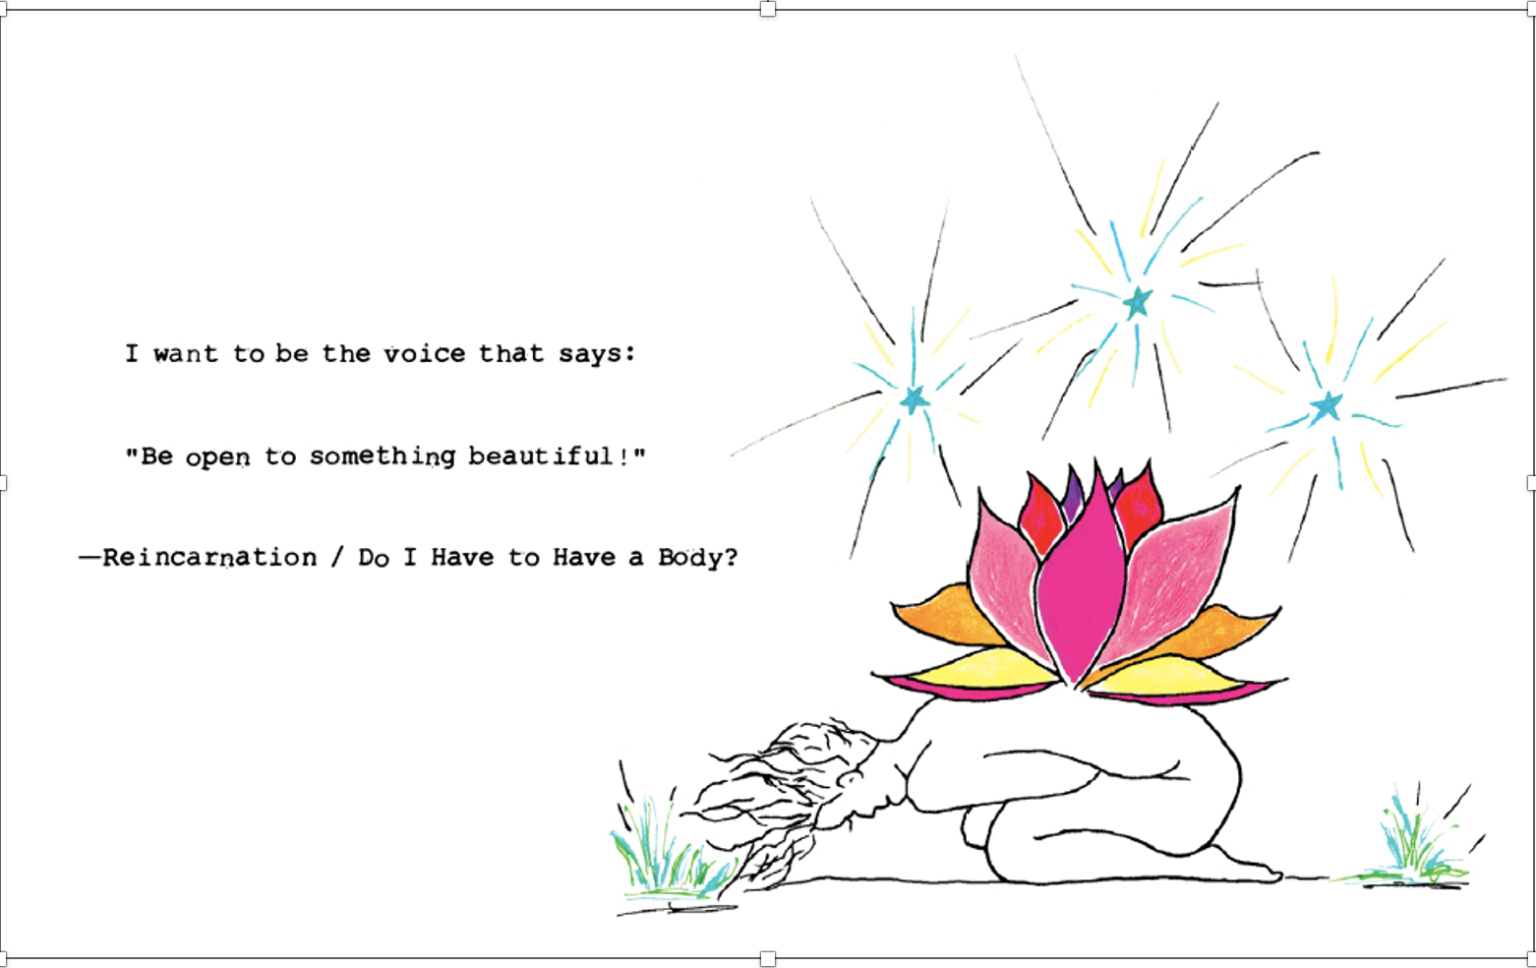 I want to be the voice that says:
"Be open to something beautiful!"
—Reincarnation / Do I Have to Have a Body?